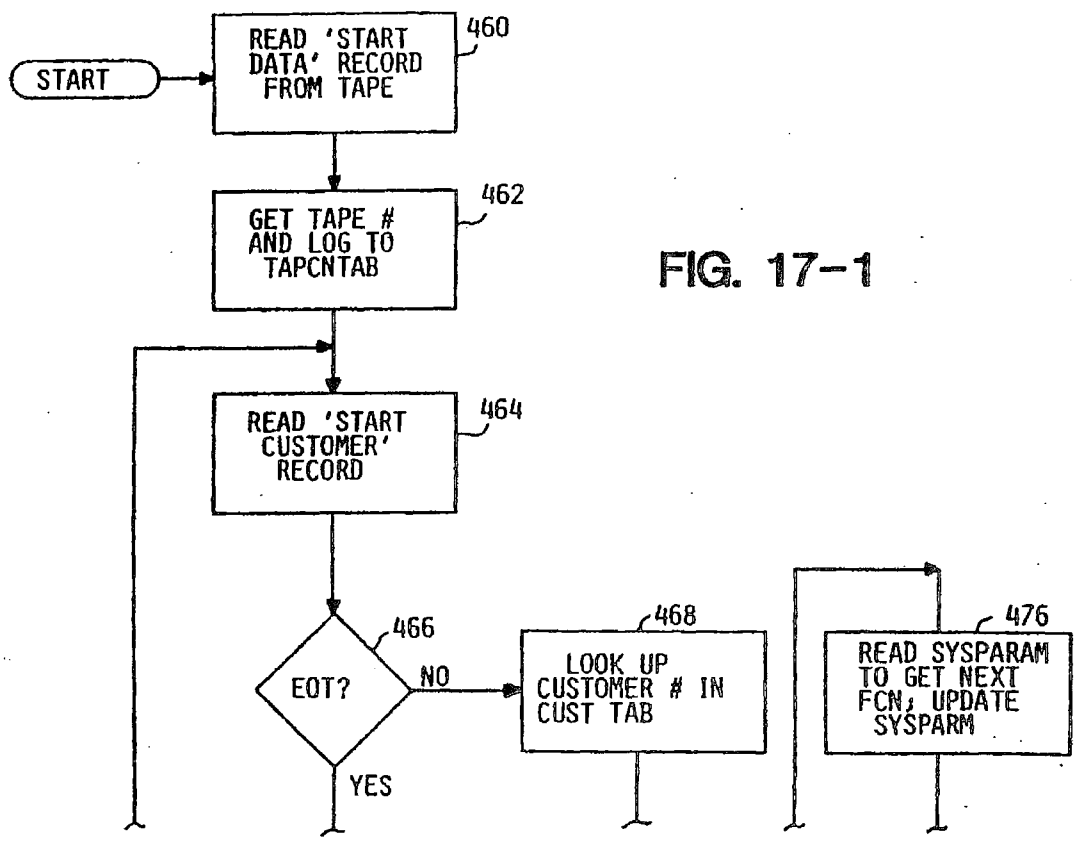 START
READ 'START
DATA' RECORD
FROM TAPE
460
GET TAPE #
AND LOG TO
TAPCNTAB
462
FIG. 17-1
READ 'START
CUSTOMER'
RECORD
464
EOT?
466
NO
YES
468
LOOK UP
CUSTOMER # IN
CUST TAB
476
READ SYSPARAM
TO GET NEXT
FCN; UPDATE
SYSPARM